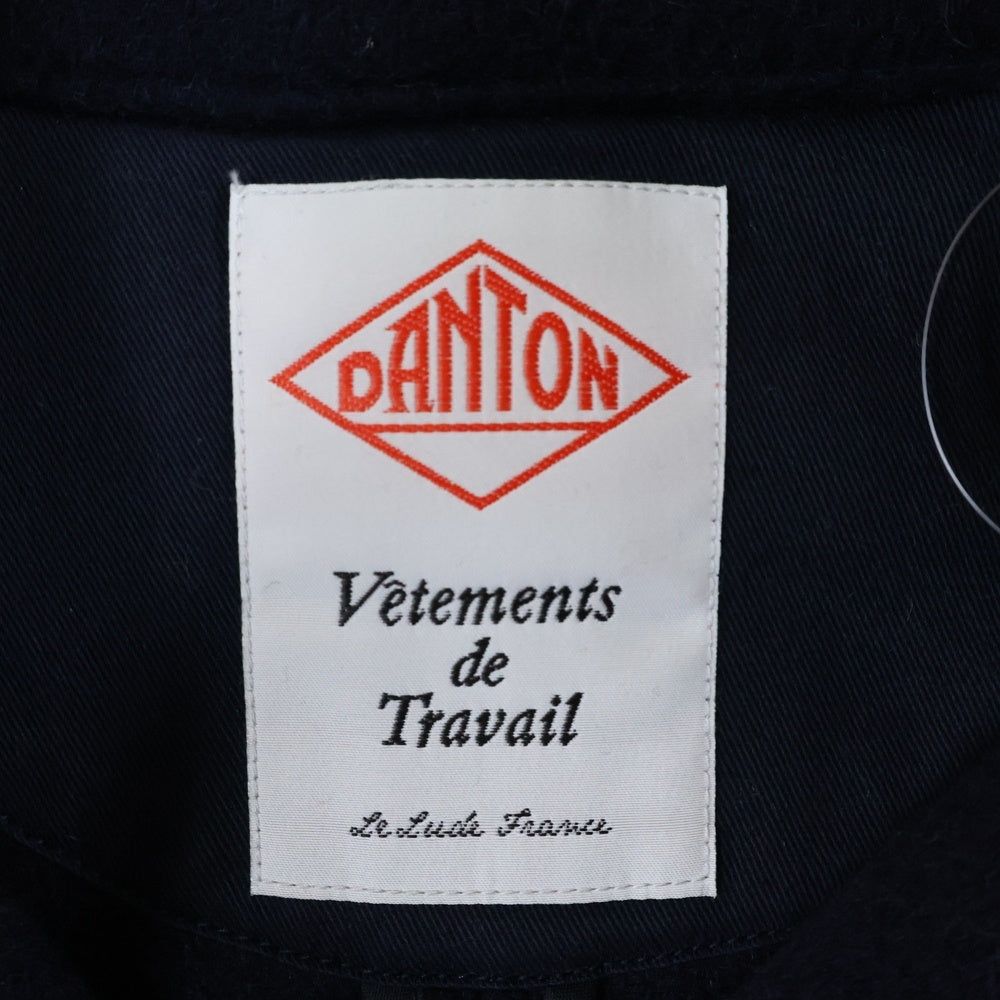 DANTON
Vêtements
de
Travail
Le Lude France